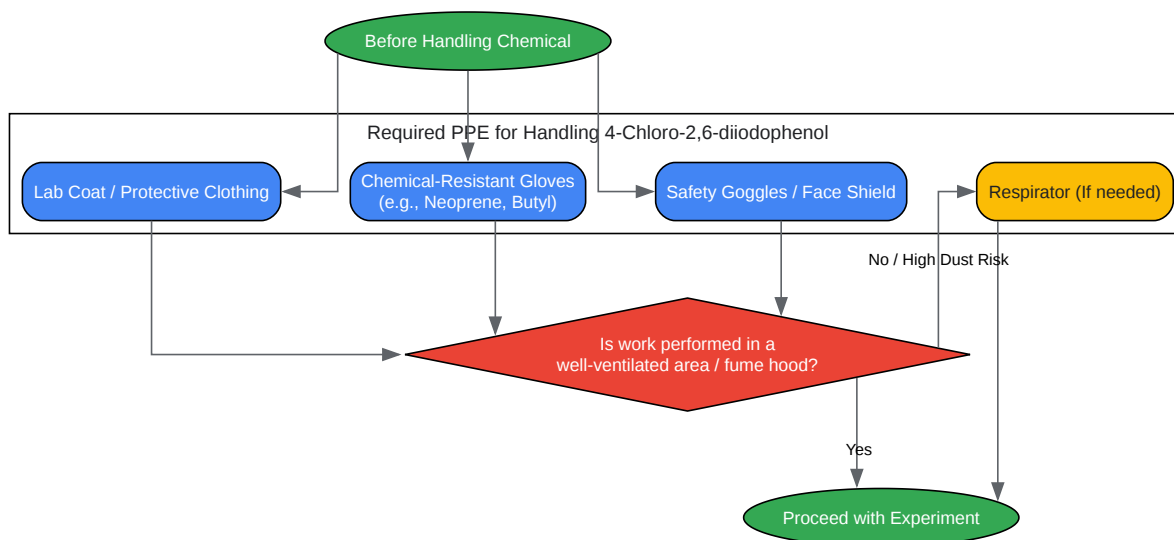 Before Handling Chemical
Required PPE for Handling 4-Chloro-2,6-diiodophenol
Lab Coat / Protective Clothing
Chemical-Resistant Gloves
(e.g., Neoprene, Butyl)
Safety Goggles / Face Shield
Respirator (If needed)
No / High Dust Risk
Is work performed in a
well-ventilated area / fume hood?
Yes
Proceed with Experiment